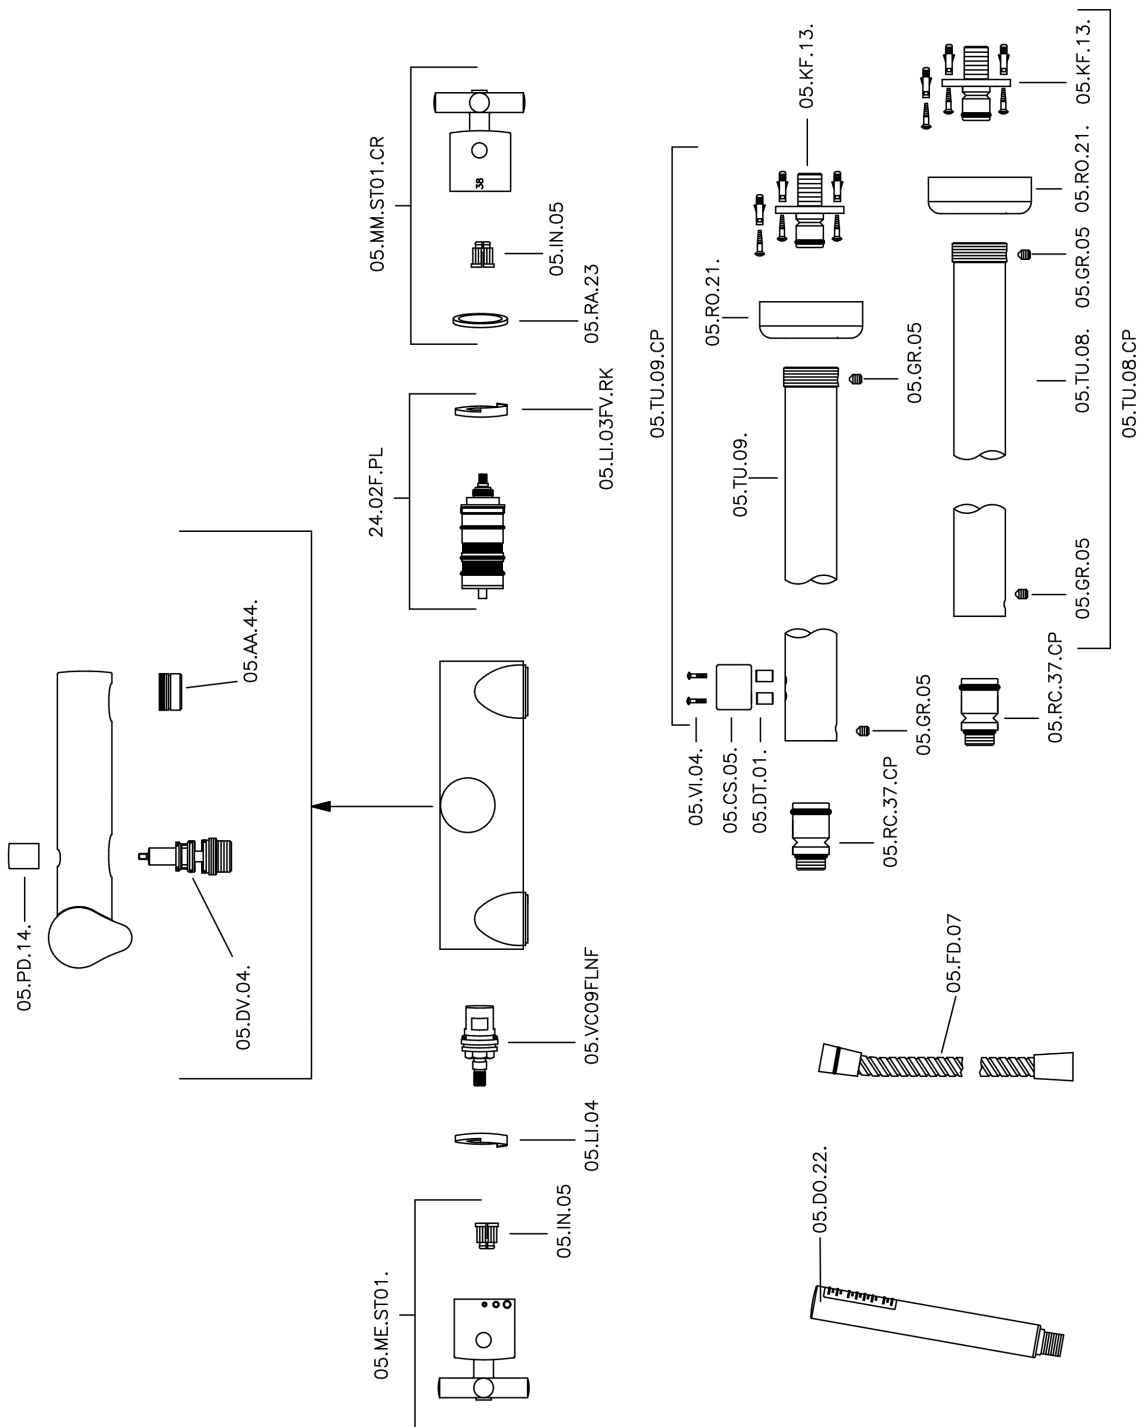 05.PD.14.
05.DV.04.
05.AA.44.
05.ME.ST01.
05.IN.05
05.LI.04
05.VC09FLNF
24.02F.PL
05.LI.03FV.RK
05.MM.ST01.CR
05.RA.23
05.IN.05
38
05.TU.09.CP
05.VI.04.
05.CS.05.
05.DT.01.
05.TU.09.
05.RO.21.
05.KF.13.
05.RC.37.CP
05.GR.05
05.GR.05
05.RC.37.CP
05.GR.05
05.TU.08.
05.GR.05
05.RO.21.
05.KF.13.
05.TU.08.CP
05.DO.22.
05.FD.07